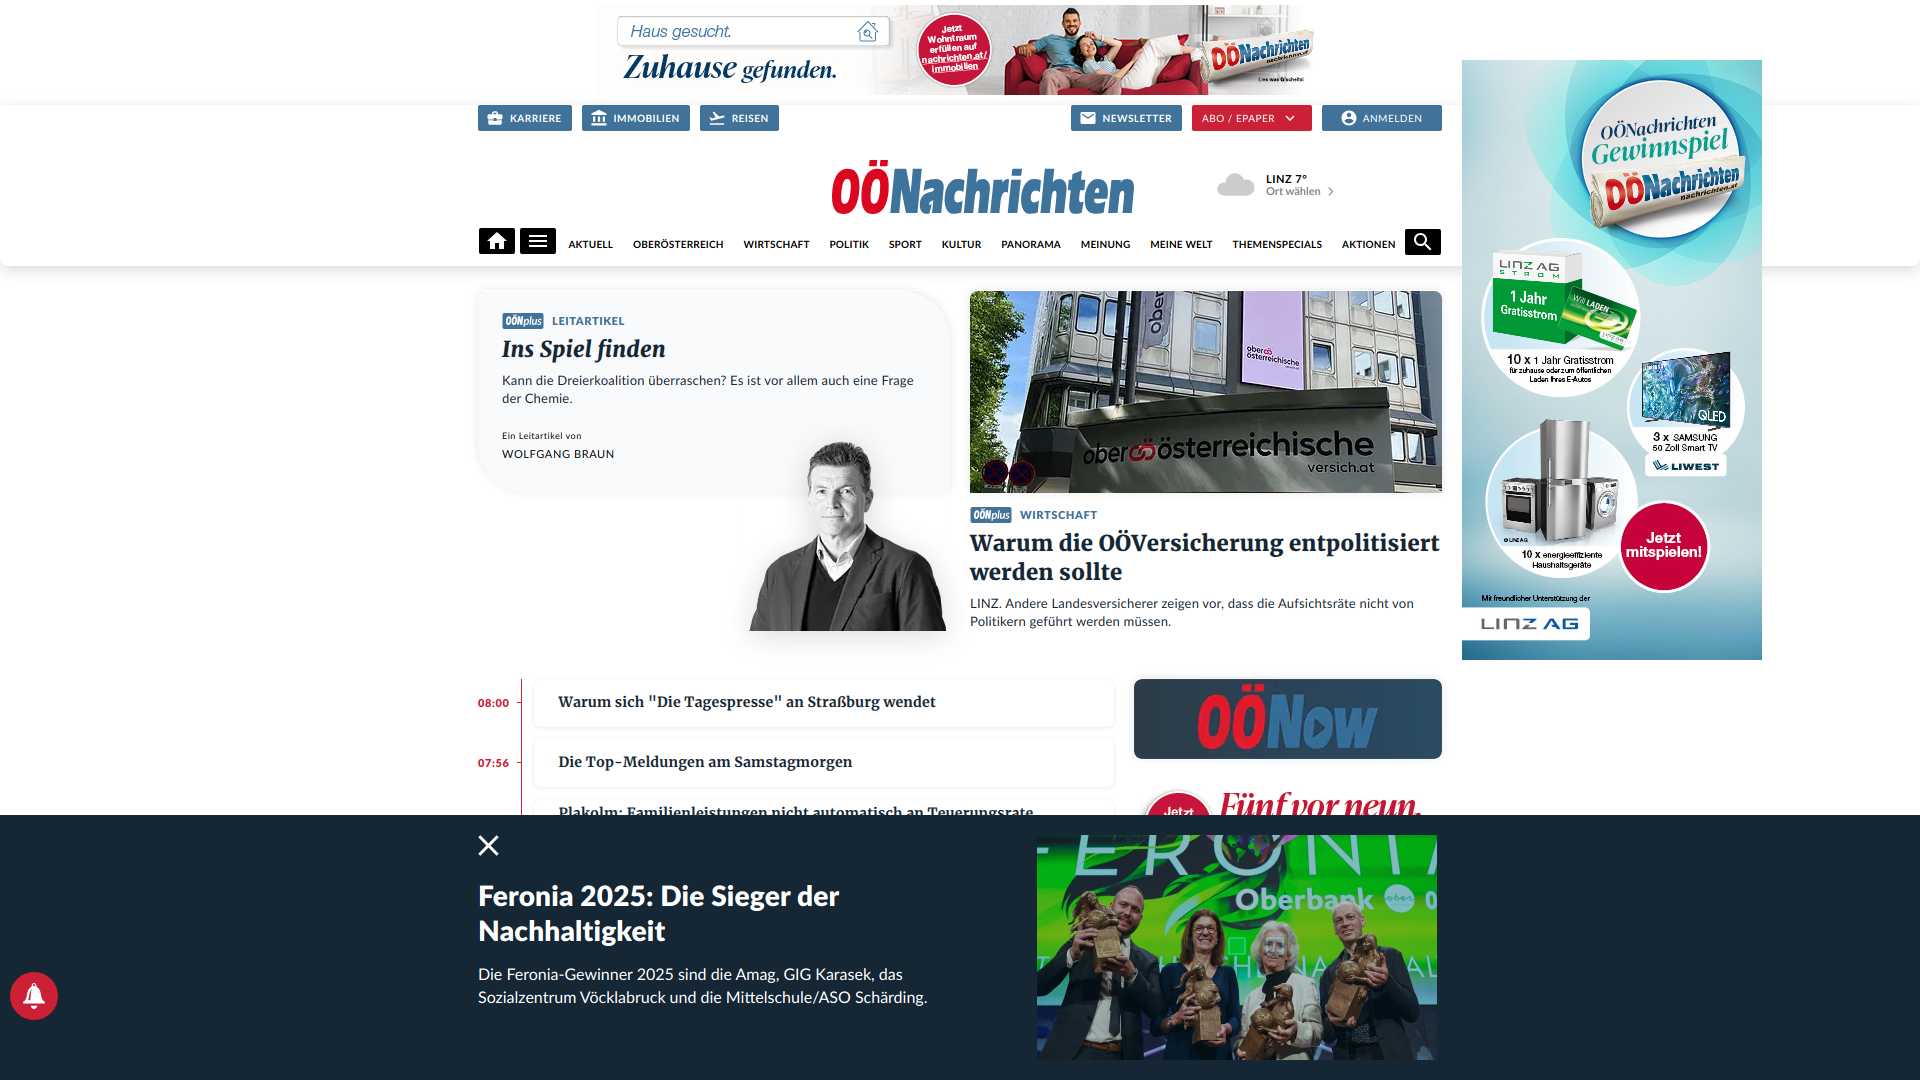 Haus gesucht.
Zuhause gefunden.
Jetzt
Wohntraum
erfüllen auf
nachrichten.at/
immobilien
OÖNachrichten
KARRIERE
IMMOBILIEN
REISEN
NEWSLETTER
ABO / EPAPER
ANMELDEN
OÖNachrichten
LINZ 7°
Ort wählen
AKTUELL
OBERÖSTERREICH
WIRTSCHAFT
POLITIK
SPORT
KULTUR
PANORAMA
MEINUNG
MEINE WELT
THEMENSPECIALS
AKTIONEN
OÖNplus LEITARTIKEL
Ins Spiel finden
Kann die Dreierkoalition überraschen? Es ist vor allem auch eine Frage
der Chemie.
Ein Leitartikel von
WOLFGANG BRAUN
ober
oberösterreichische
oberösterreichische
versich.at
OÖNplus WIRTSCHAFT
Warum die OÖVersicherung entpolitisiert
werden sollte
LINZ. Andere Landesversicherer zeigen vor, dass die Aufsichtsräte nicht von
Politikern geführt werden müssen.
OÖNachrichten
Gewinnspiel
OÖNachrichten
nachrichten.at
LINZ AG
STROM
1 Jahr
Gratisstrom
LADEN
10 x 1 Jahr Gratisstrom
für zuhause oder zum öffentlichen
Laden Ihres E-Autos
QLED
3 x SAMSUNG
50 Zoll Smart TV
LIWEST
© LINZ AG
10 x energieeffiziente
Haushaltsgeräte
Jetzt
mitspielen!
Mit freundlicher Unterstützung der
LINZ AG
08:00
Warum sich "Die Tagespresse" an Straßburg wendet
07:56
Die Top-Meldungen am Samstagmorgen
Plakolm: Familienleistungen nicht automatisch an Teuerungsrate
OÖNow
Jetzt
Fünf vor neun.
Feronia 2025: Die Sieger der
Nachhaltigkeit
Die Feronia-Gewinner 2025 sind die Amag, GIG Karasek, das
Sozialzentrum Vöcklabruck und die Mittelschule/ASO Schärding.
FERONIA
Oberbank